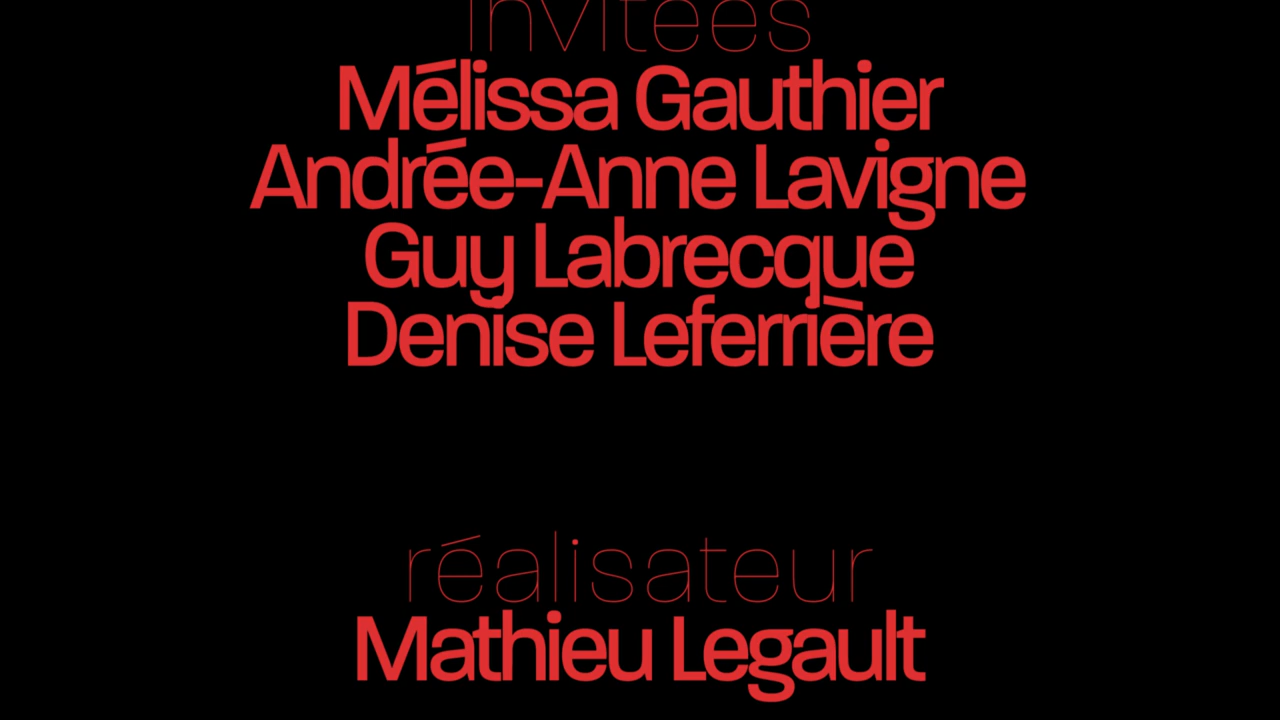 invitées
Mélissa Gauthier
Andrée-Anne Lavigne
Guy Labrecque
Denise Leferrière
réalisateur
Mathieu Legault